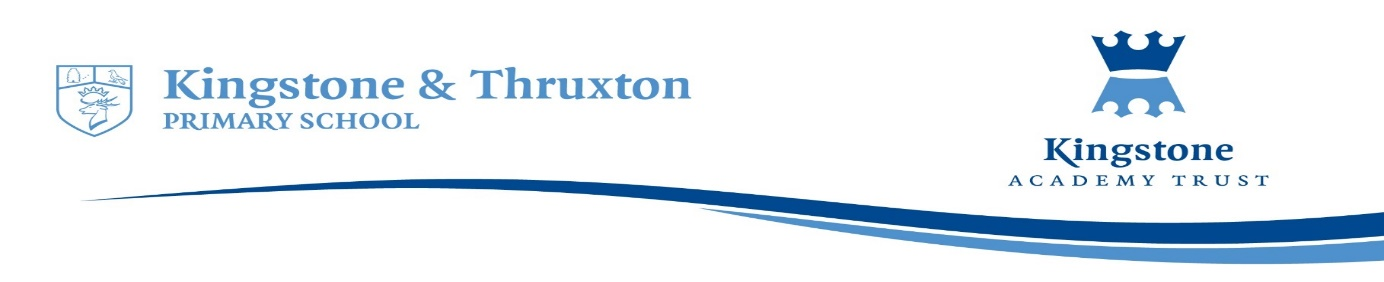 Kingstone & Thruxton
PRIMARY SCHOOL
Kingstone
ACADEMY TRUST